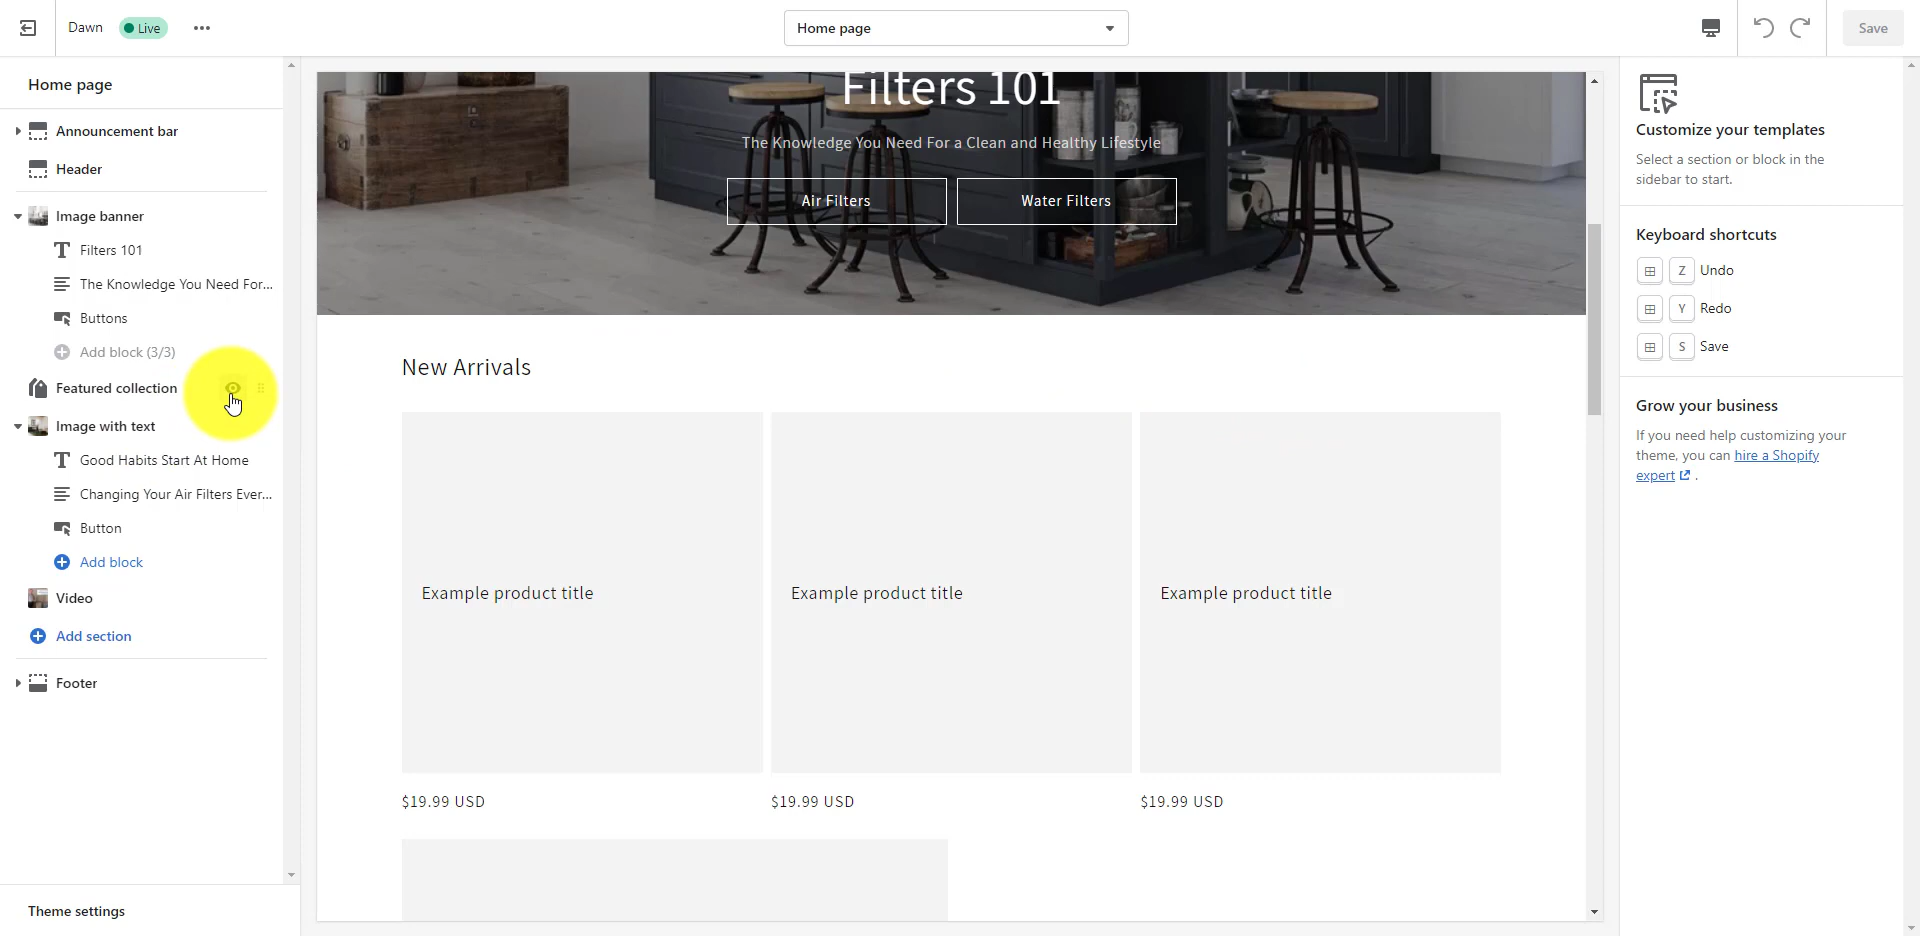 Dawn
Live
Home page
Save
Home page
Announcement bar
Header
Image banner
Filters 101
The Knowledge You Need For...
Buttons
Add block (3/3)
Featured collection
Image with text
Good Habits Start At Home
Changing Your Air Filters Ever...
Button
Add block
Video
Add section
Footer
Theme settings
Filters 101
The Knowledge You Need For a Clean and Healthy Lifestyle
Air Filters
Water Filters
New Arrivals
Example product title
Example product title
Example product title
$19.99 USD
$19.99 USD
$19.99 USD
Customize your templates
Select a section or block in the
sidebar to start.
Keyboard shortcuts
Z Undo
Y Redo
S Save
Grow your business
If you need help customizing your
theme, you can hire a Shopify
expert .